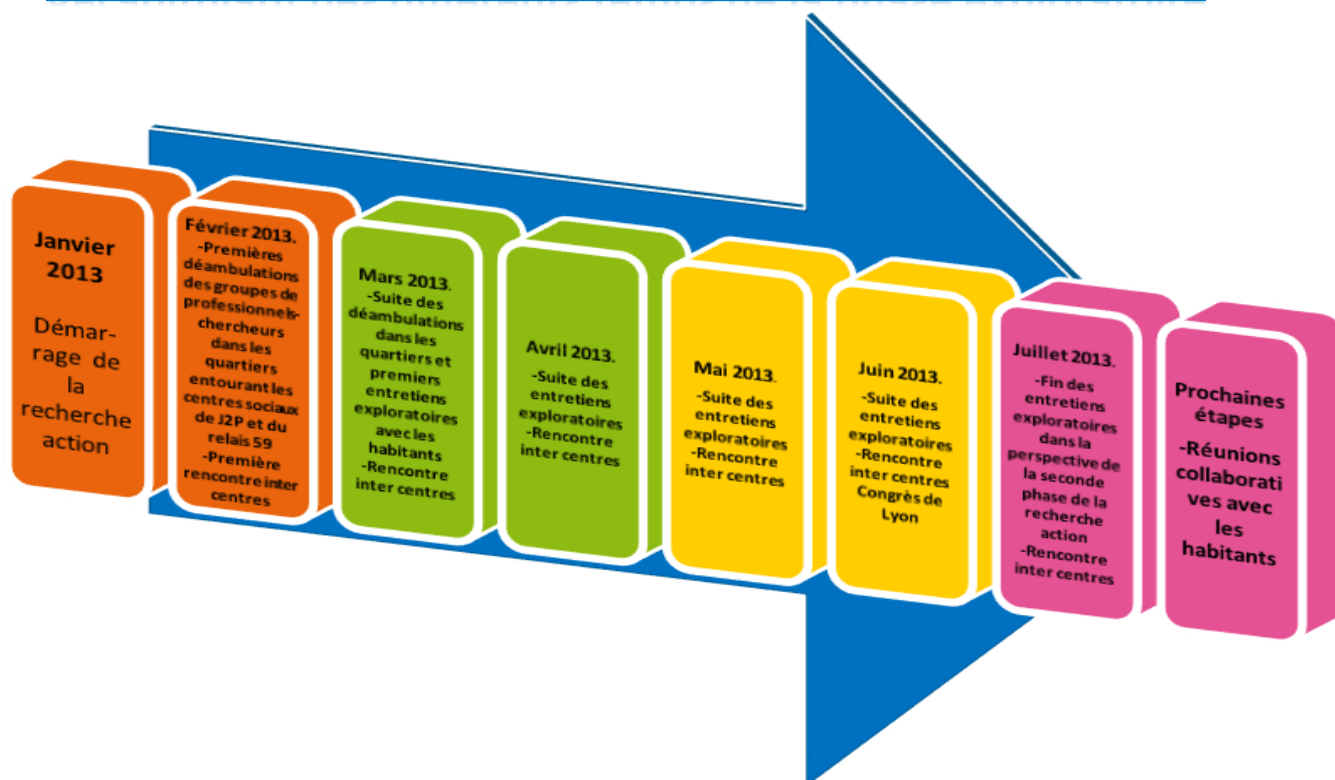 Janvier
2013
Démar-
rage de
la
recherche
action
Février 2013.
-Premières
déambulations
des groupes de
professionnels-
chercheurs
dans les
quartiers
entourant les
centres sociaux
de J2P et du
relais 59
-Première
rencontre inter
centres
Mars 2013.
-Suite des
déambulations
dans les
quartiers et
premiers
entretiens
exploratoires
avec les
habitants
-Rencontre
inter centres
Avril 2013.
-Suite des
entretiens
exploratoires
-Rencontre
inter centres
Mai 2013.
-Suite des
entretiens
exploratoires
-Rencontre
inter centres
Juin 2013.
-Suite des
entretiens
exploratoires
-Rencontre
inter centres
Congrès de
Lyon
Juillet 2013.
-Fin des
entretiens
exploratoires
dans la
perspective de
la seconde
phase de la
recherche
action
-Rencontre
inter centres
Prochaines
étapes
-Réunions
collaborati
ves avec
les
habitants